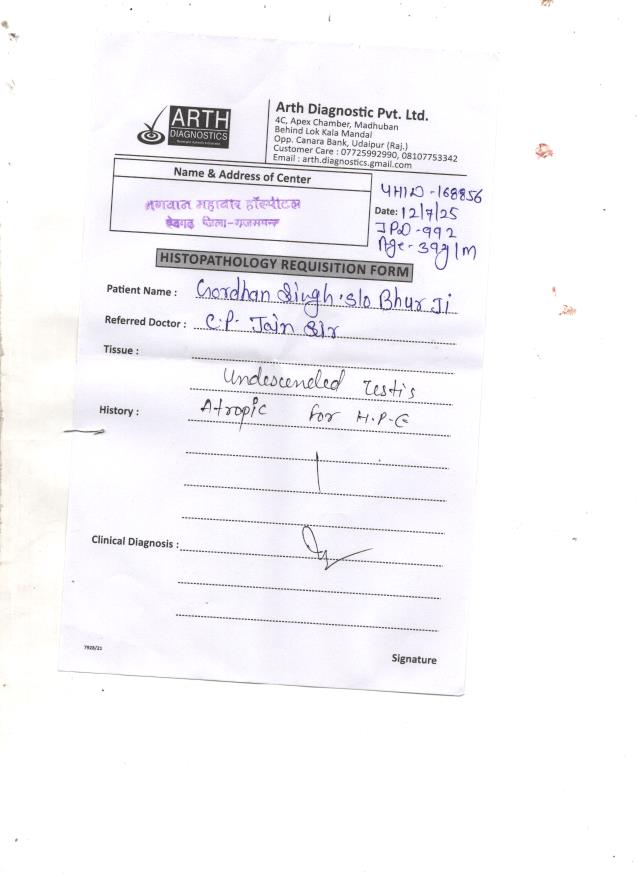 Arth Diagnostic Pvt. Ltd.
4C, Apex Chamber, Madhuban
Behind Lok Kala Mandal
Opp. Canara Bank, Udaipur (Raj.)
Customer Care : 07725992990, 08107753342
Email : arth.diagnostics.gmail.com
ARTH
DIAGNOSTICS
Name & Address of Center
भगवान महावीर हॉस्पीटल
देवगढ़ जिला-राजसमन्द
UHID -168856
Date: 12/7/25
IPD -992
Age - 39y/M
HISTOPATHOLOGY REQUISITION FORM
Patient Name : Gordhan Singh S/o Bhur Ji
Referred Doctor : C.P. Jain Sir
Tissue :
Undescended testis
History : Atropic for H.P.E
Clinical Diagnosis :
7928/23
Signature